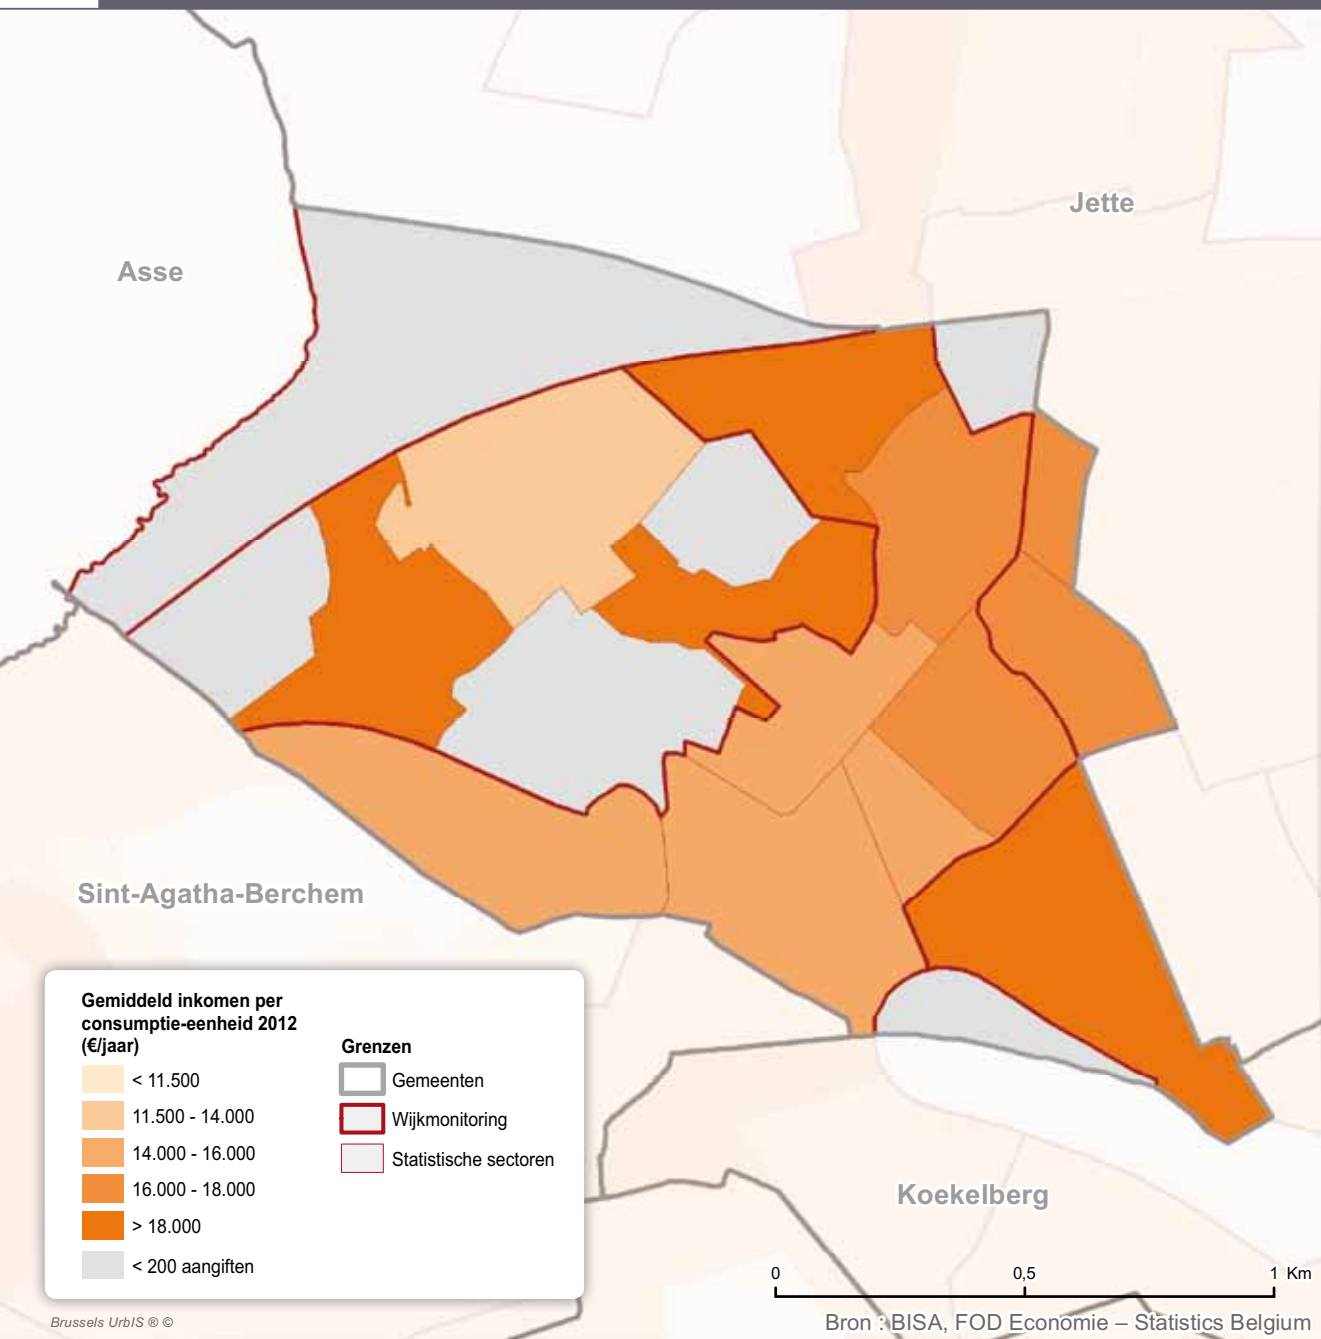 Jette
Asse
Sint-Agatha-Berchem
Gemiddeld inkomen per
consumptie-eenheid 2012
(€/jaar)
< 11.500
11.500 - 14.000
14.000 - 16.000
16.000 - 18.000
> 18.000
< 200 aangiften
Grenzen
Gemeenten
Wijkmonitoring
Statistische sectoren
Koekelberg
0 0,5 1 Km
Brussels UrbIS ® ©
Bron : BISA, FOD Economie – Statistics Belgium